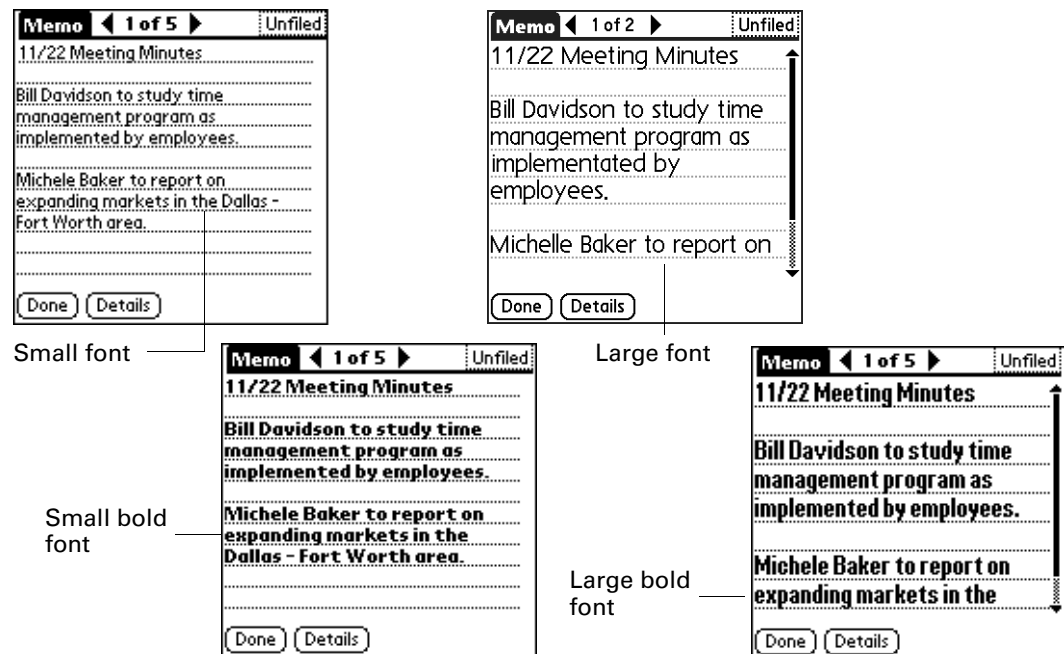 Memo 1 of 5 Unfiled
11/22 Meeting Minutes
Bill Davidson to study time
management program as
implemented by employees.
Michele Baker to report on
expanding markets in the Dallas -
Fort Worth area.
Done Details
Small font
Memo 1 of 2 Unfiled
11/22 Meeting Minutes
Bill Davidson to study time
management program as
implementated by
employees.
Michelle Baker to report on
Done Details
Large font
Memo 1 of 5 Unfiled
11/22 Meeting Minutes
Bill Davidson to study time
management program as
implemented by employees.
Michele Baker to report on
expanding markets in the
Dallas - Fort Worth area.
Done Details
Small bold
font
Memo 1 of 5 Unfiled
11/22 Meeting Minutes
Bill Davidson to study time
management program as
implemented by employees.
Michele Baker to report on
expanding markets in the
Done Details
Large bold
font